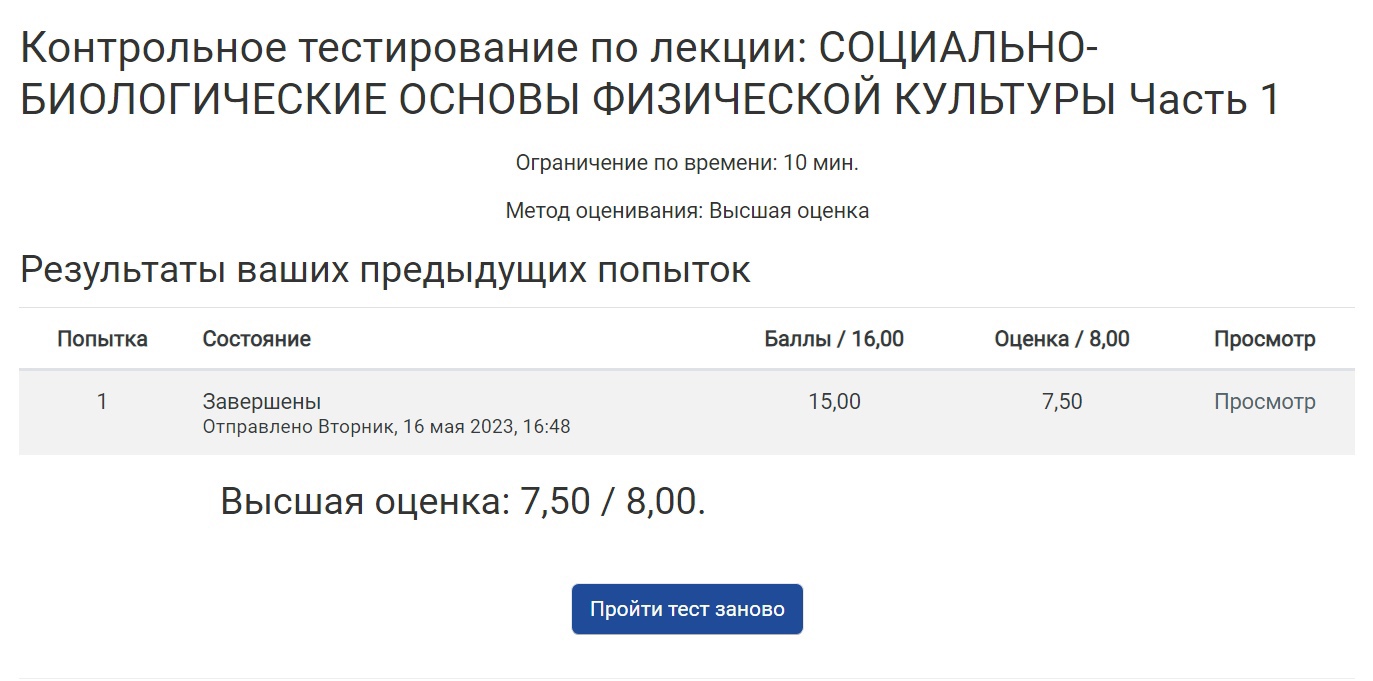 Контрольное тестирование по лекции: СОЦИАЛЬНО-
БИОЛОГИЧЕСКИЕ ОСНОВЫ ФИЗИЧЕСКОЙ КУЛЬТУРЫ Часть 1
Ограничение по времени: 10 мин.
Метод оценивания: Высшая оценка
Результаты ваших предыдущих попыток
Попытка Состояние Баллы / 16,00 Оценка / 8,00 Просмотр
1 Завершены 15,00 7,50 Просмотр
Отправлено Вторник, 16 мая 2023, 16:48
Высшая оценка: 7,50 / 8,00.
Пройти тест заново